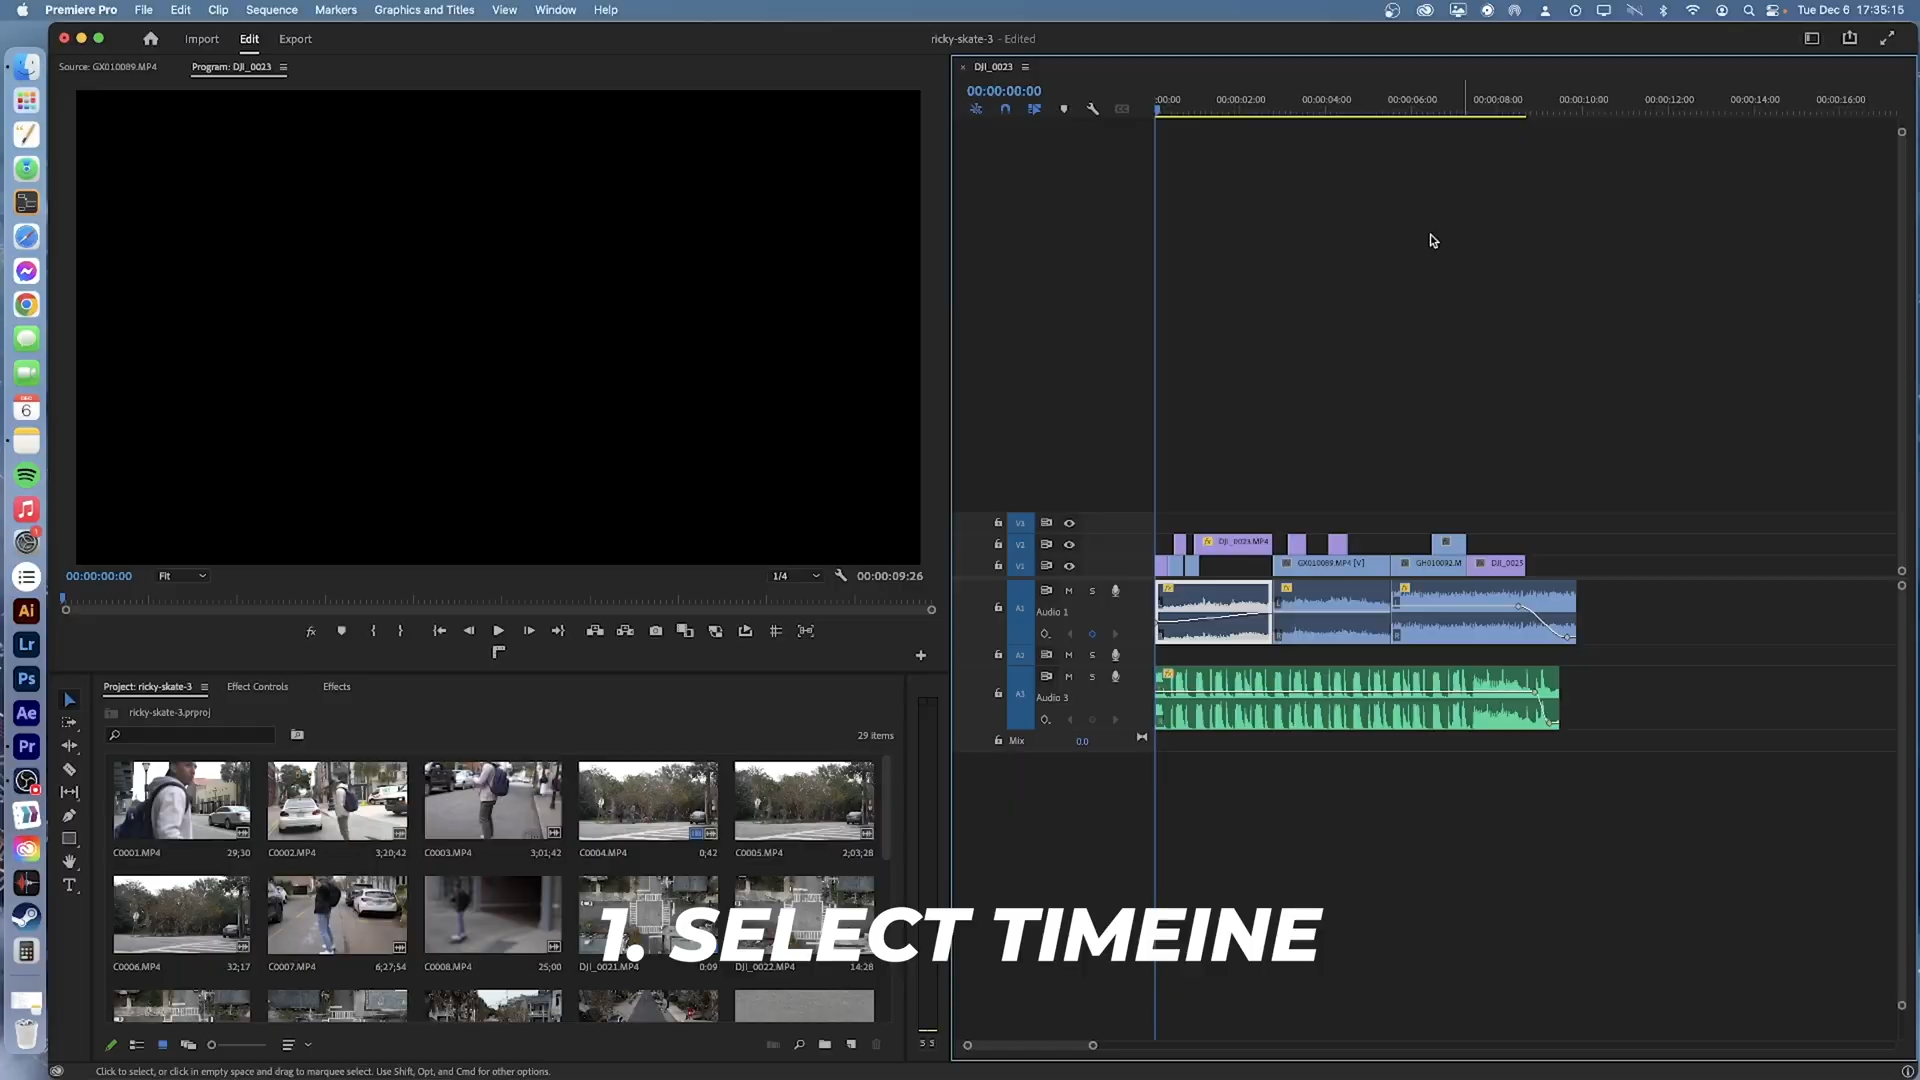 Premiere Pro File Edit Clip Sequence Markers Graphics and Titles View Window Help Tue Dec 6 17:35:15
Import Edit Export ricky-skate-3 - Edited
Source: GX010089.MP4 Program: DJI_0023
DJI_0023
00:00:00:00
:00:00 00:00:02:00 00:00:04:00 00:00:06:00 00:00:08:00 00:00:10:00 00:00:12:00 00:00:14:00 00:00:16:00
V3
V2 DJI_0023.MP4
V1 GX010089.MP4 [V] GH010092.M DJI_0025
00:00:00:00 Fit 1/4 00:00:09:26
A1 M S
Audio 1
A2 M S
A3 M S
Audio 3
Mix 0.0
Project: ricky-skate-3 Effect Controls Effects
ricky-skate-3.prproj
29 items
C0001.MP4 29;30 C0002.MP4 3;20;42 C0003.MP4 3;01;42 C0004.MP4 0;42 C0005.MP4 2;03;28
C0006.MP4 32;17 C0007.MP4 6;27;54 C0008.MP4 25;00 DJI_0021.MP4 0:09 DJI_0022.MP4 14:28
1. SELECT TIMEINE
DEC
6
Ai
Lr
Ps
Ae
Pr
S S
Click to select, or click in empty space and drag to marquee select. Use Shift, Opt, and Cmd for other options.